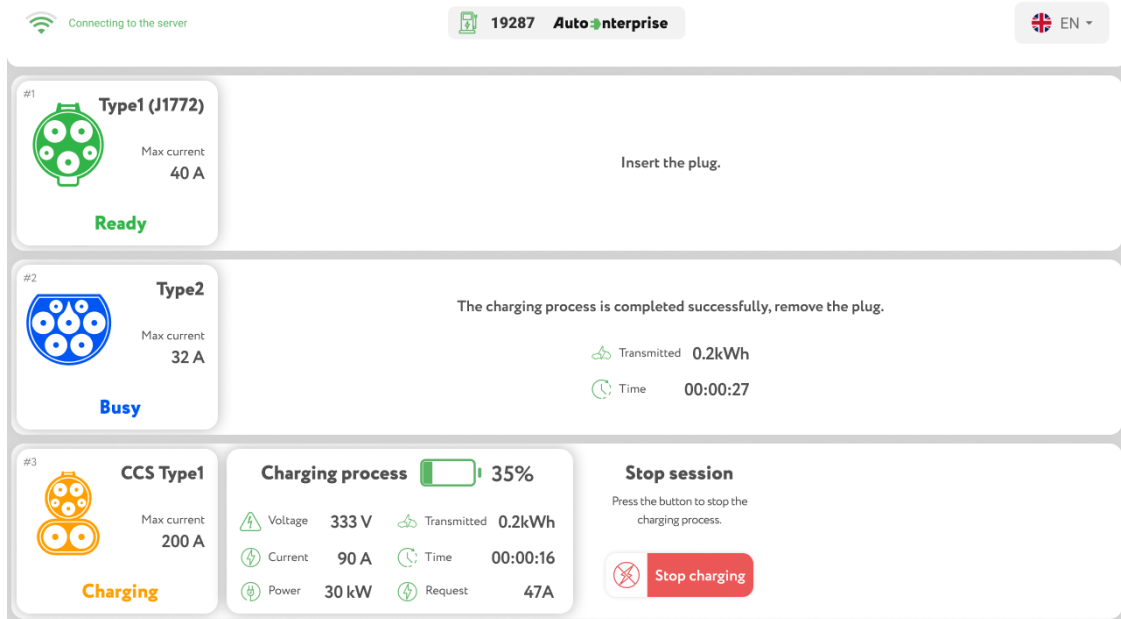 Connecting to the server
19287 Auto nterprise
EN
#1
Type1 (J1772)
Max current
40 A
Ready
Insert the plug.
#2
Type2
Max current
32 A
Busy
The charging process is completed successfully, remove the plug.
Transmitted 0.2kWh
Time 00:00:27
#3
CCS Type1
Max current
200 A
Charging
Charging process 35%
Voltage 333 V Transmitted 0.2kWh
Current 90 A Time 00:00:16
Power 30 kW Request 47A
Stop session
Press the button to stop the
charging process.
Stop charging